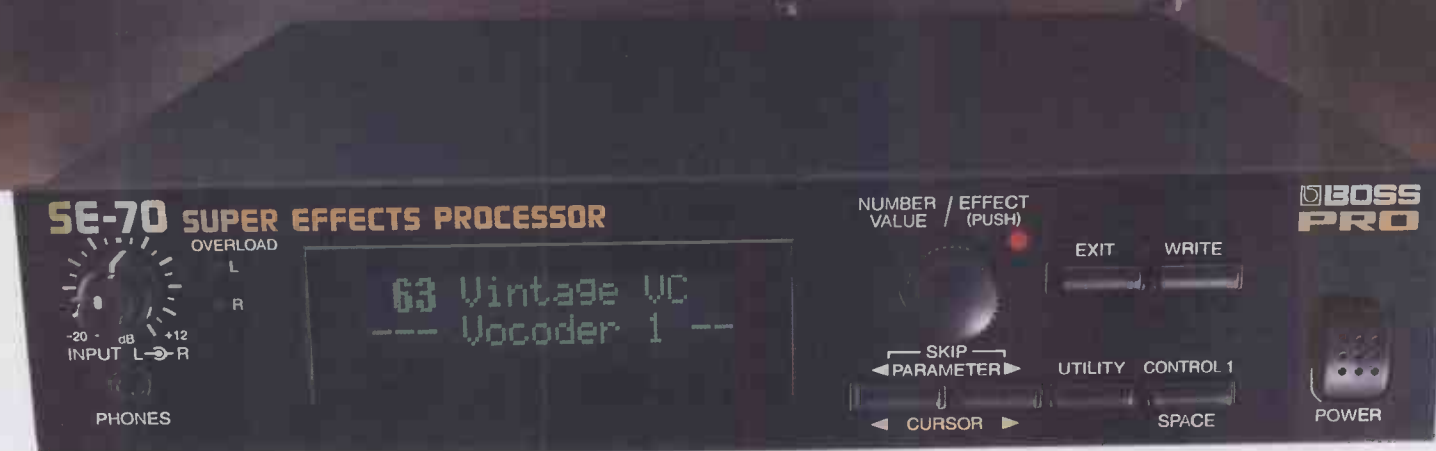 SE-70 SUPER EFFECTS PROCESSOR
OVERLOAD
L
R
-20 dB +12
INPUT L R
PHONES
63 Vintage VC
--- Vocoder 1 --
NUMBER / EFFECT
VALUE / (PUSH)
SKIP
◀PARAMETER▶
◀ CURSOR ▶
EXIT WRITE
UTILITY CONTROL 1
SPACE
BOSS
PRO
POWER